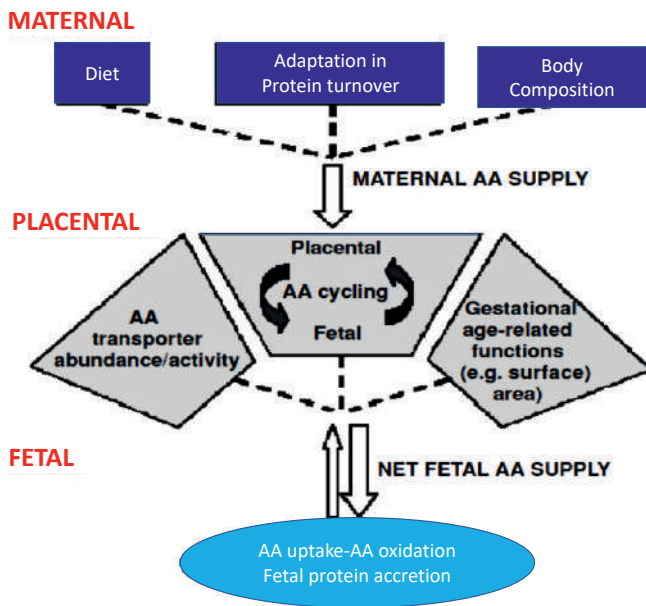 MATERNAL
Diet
Adaptation in
Protein turnover
Body
Composition
MATERNAL AA SUPPLY
PLACENTAL
Placental
AA cycling
Fetal
AA
transporter
abundance/activity
Gestational
age-related
functions
(e.g. surface)
area)
FETAL
NET FETAL AA SUPPLY
AA uptake-AA oxidation
Fetal protein accretion